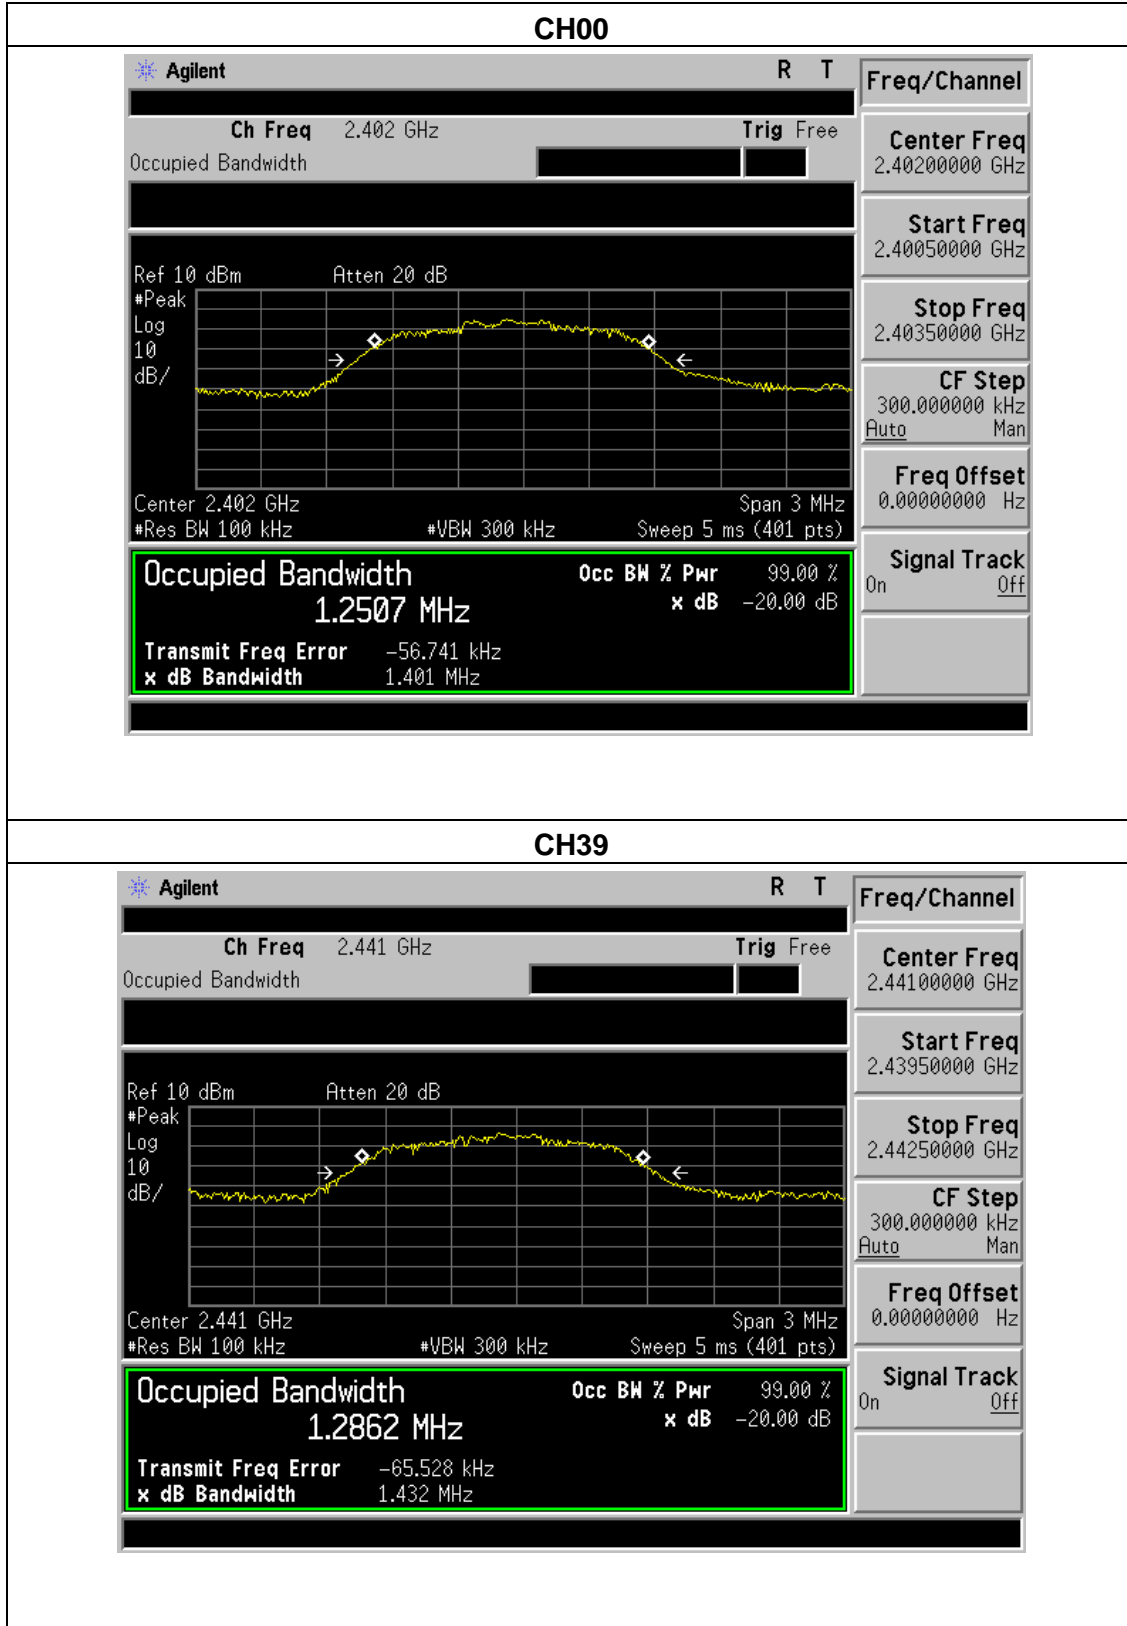 CH00
Agilent R T
Freq/Channel
Ch Freq 2.402 GHz Trig Free
Occupied Bandwidth
Center Freq
2.40200000 GHz
Start Freq
2.40050000 GHz
Stop Freq
2.40350000 GHz
CF Step
300.000000 kHz
Auto Man
Freq Offset
0.00000000 Hz
Signal Track
On Off
Ref 10 dBm Atten 20 dB
#Peak
Log
10
dB/
Center 2.402 GHz Span 3 MHz
#Res BW 100 kHz #VBW 300 kHz Sweep 5 ms (401 pts)
Occupied Bandwidth Occ BW % Pwr 99.00 %
1.2507 MHz x dB -20.00 dB
Transmit Freq Error -56.741 kHz
x dB Bandwidth 1.401 MHz
CH39
Agilent R T
Freq/Channel
Ch Freq 2.441 GHz Trig Free
Occupied Bandwidth
Center Freq
2.44100000 GHz
Start Freq
2.43950000 GHz
Stop Freq
2.44250000 GHz
CF Step
300.000000 kHz
Auto Man
Freq Offset
0.00000000 Hz
Signal Track
On Off
Ref 10 dBm Atten 20 dB
#Peak
Log
10
dB/
Center 2.441 GHz Span 3 MHz
#Res BW 100 kHz #VBW 300 kHz Sweep 5 ms (401 pts)
Occupied Bandwidth Occ BW % Pwr 99.00 %
1.2862 MHz x dB -20.00 dB
Transmit Freq Error -65.528 kHz
x dB Bandwidth 1.432 MHz